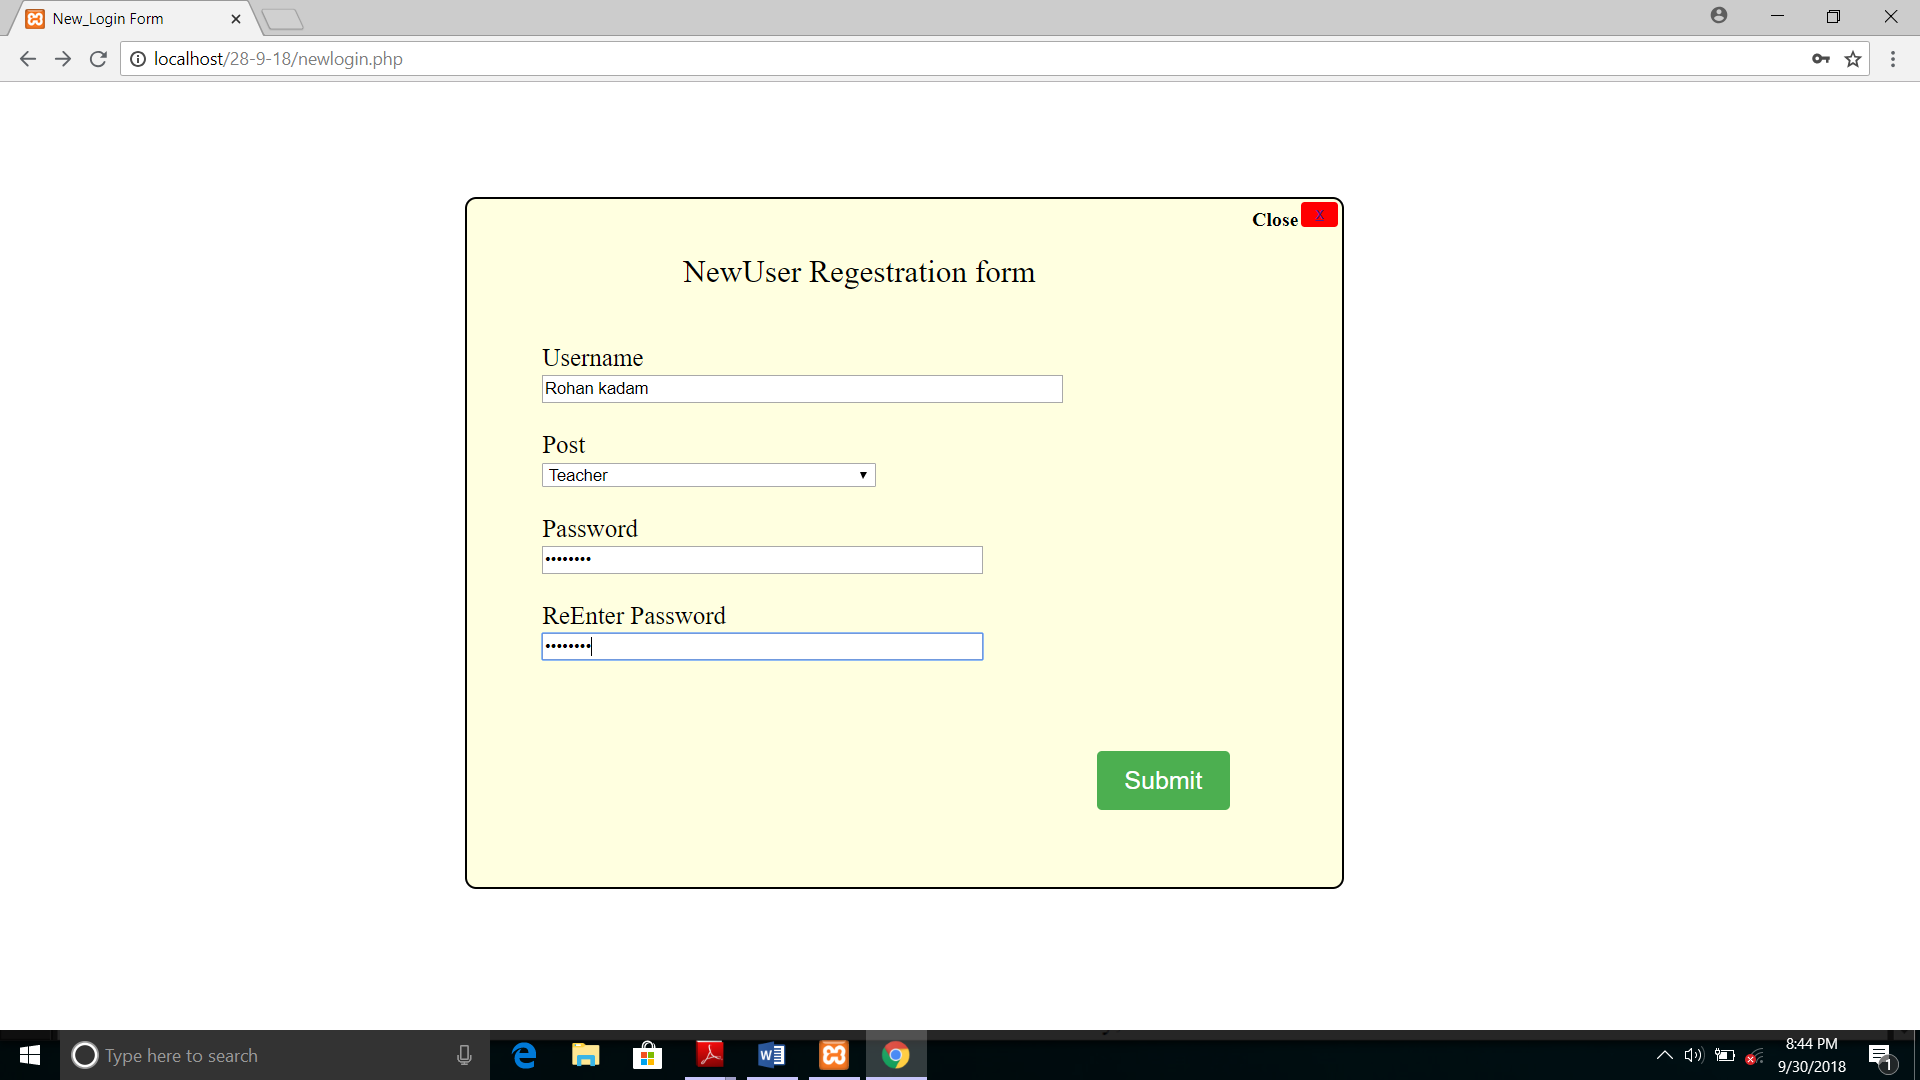 New_Login Form
localhost/28-9-18/newlogin.php
Close X
NewUser Regestration form
Username
Rohan kadam
Post
Teacher
Password
••••••••
ReEnter Password
••••••••
Submit
Type here to search
8:44 PM
9/30/2018
1